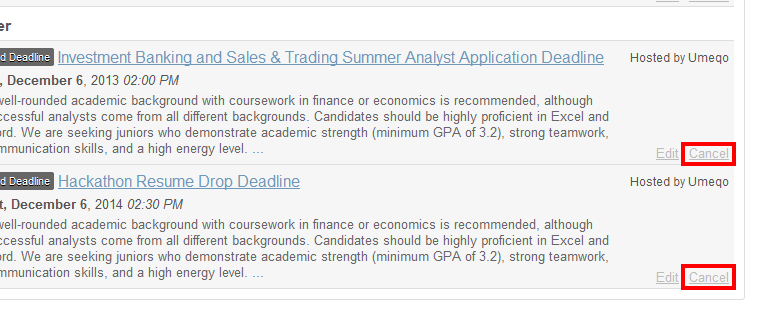 er
d Deadline Investment Banking and Sales & Trading Summer Analyst Application Deadline Hosted by Umeqo
, December 6, 2013 02:00 PM
well-rounded academic background with coursework in finance or economics is recommended, although
ccessful analysts come from all different backgrounds. Candidates should be highly proficient in Excel and
ord. We are seeking juniors who demonstrate academic strength (minimum GPA of 3.2), strong teamwork,
mmunication skills, and a high energy level. ...
Edit Cancel
d Deadline Hackathon Resume Drop Deadline Hosted by Umeqo
t, December 6, 2014 02:30 PM
well-rounded academic background with coursework in finance or economics is recommended, although
ccessful analysts come from all different backgrounds. Candidates should be highly proficient in Excel and
ord. We are seeking juniors who demonstrate academic strength (minimum GPA of 3.2), strong teamwork,
mmunication skills, and a high energy level. ...
Edit Cancel